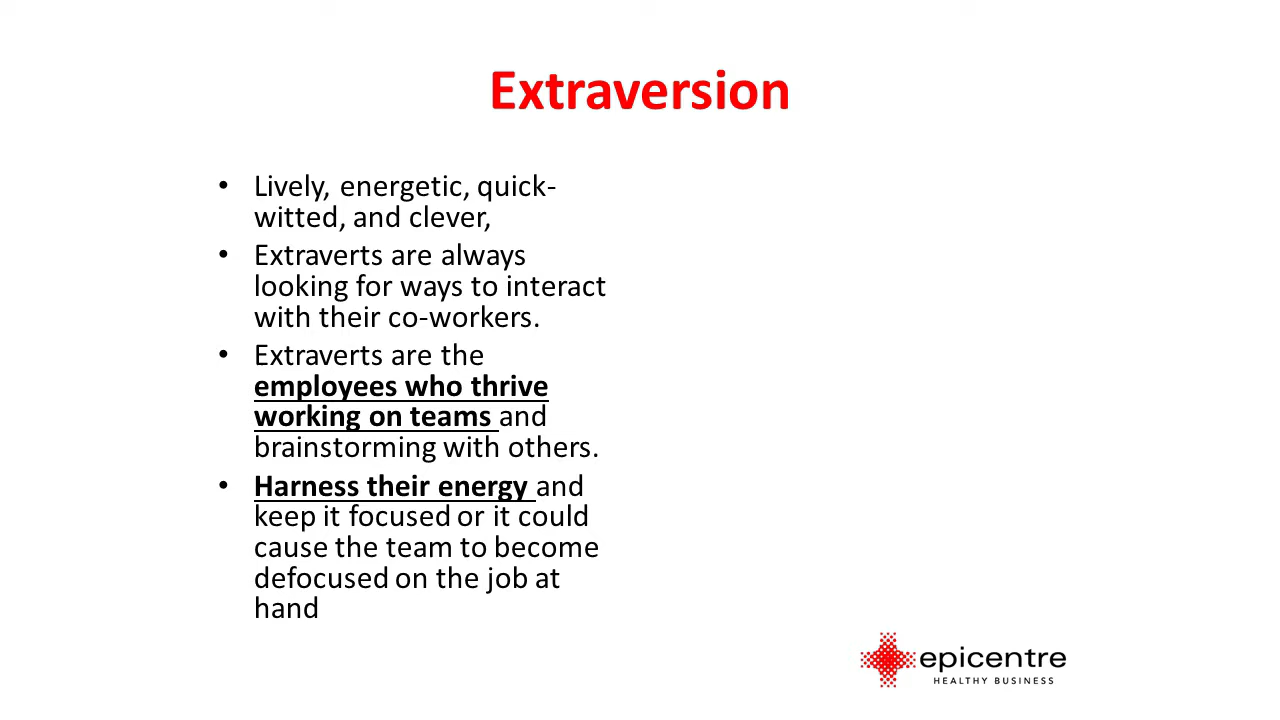 Extraversion
• Lively, energetic, quick-
witted, and clever,
• Extraverts are always
looking for ways to interact
with their co-workers.
• Extraverts are the
employees who thrive
working on teams and
brainstorming with others.
• Harness their energy and
keep it focused or it could
cause the team to become
defocused on the job at
hand
epicentre
HEALTHY BUSINESS